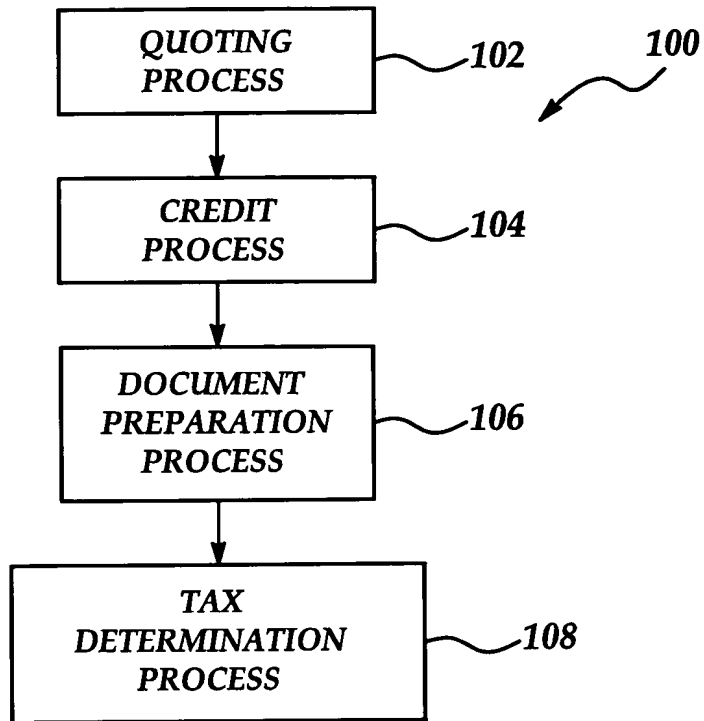 QUOTING
PROCESS
102
100
CREDIT
PROCESS
104
DOCUMENT
PREPARATION
PROCESS
106
TAX
DETERMINATION
PROCESS
108